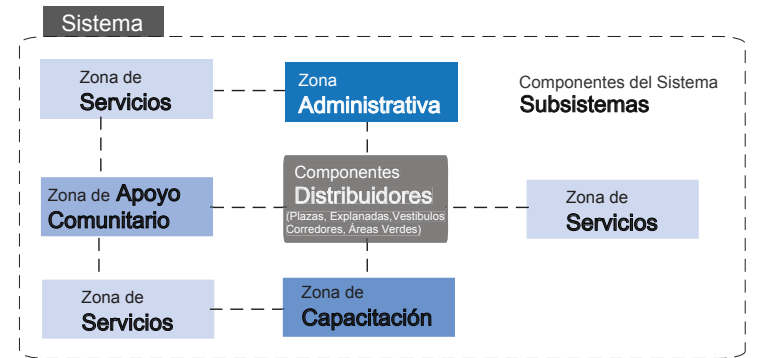 Sistema
Zona de
Servicios
Zona
Administrativa
Componentes del Sistema
Subsistemas
Zona de Apoyo
Comunitario
Componentes
Distribuidores
(Plazas, Explanadas,Vestibulos
Corredores, Áreas Verdes)
Zona de
Servicios
Zona de
Servicios
Zona de
Capacitación